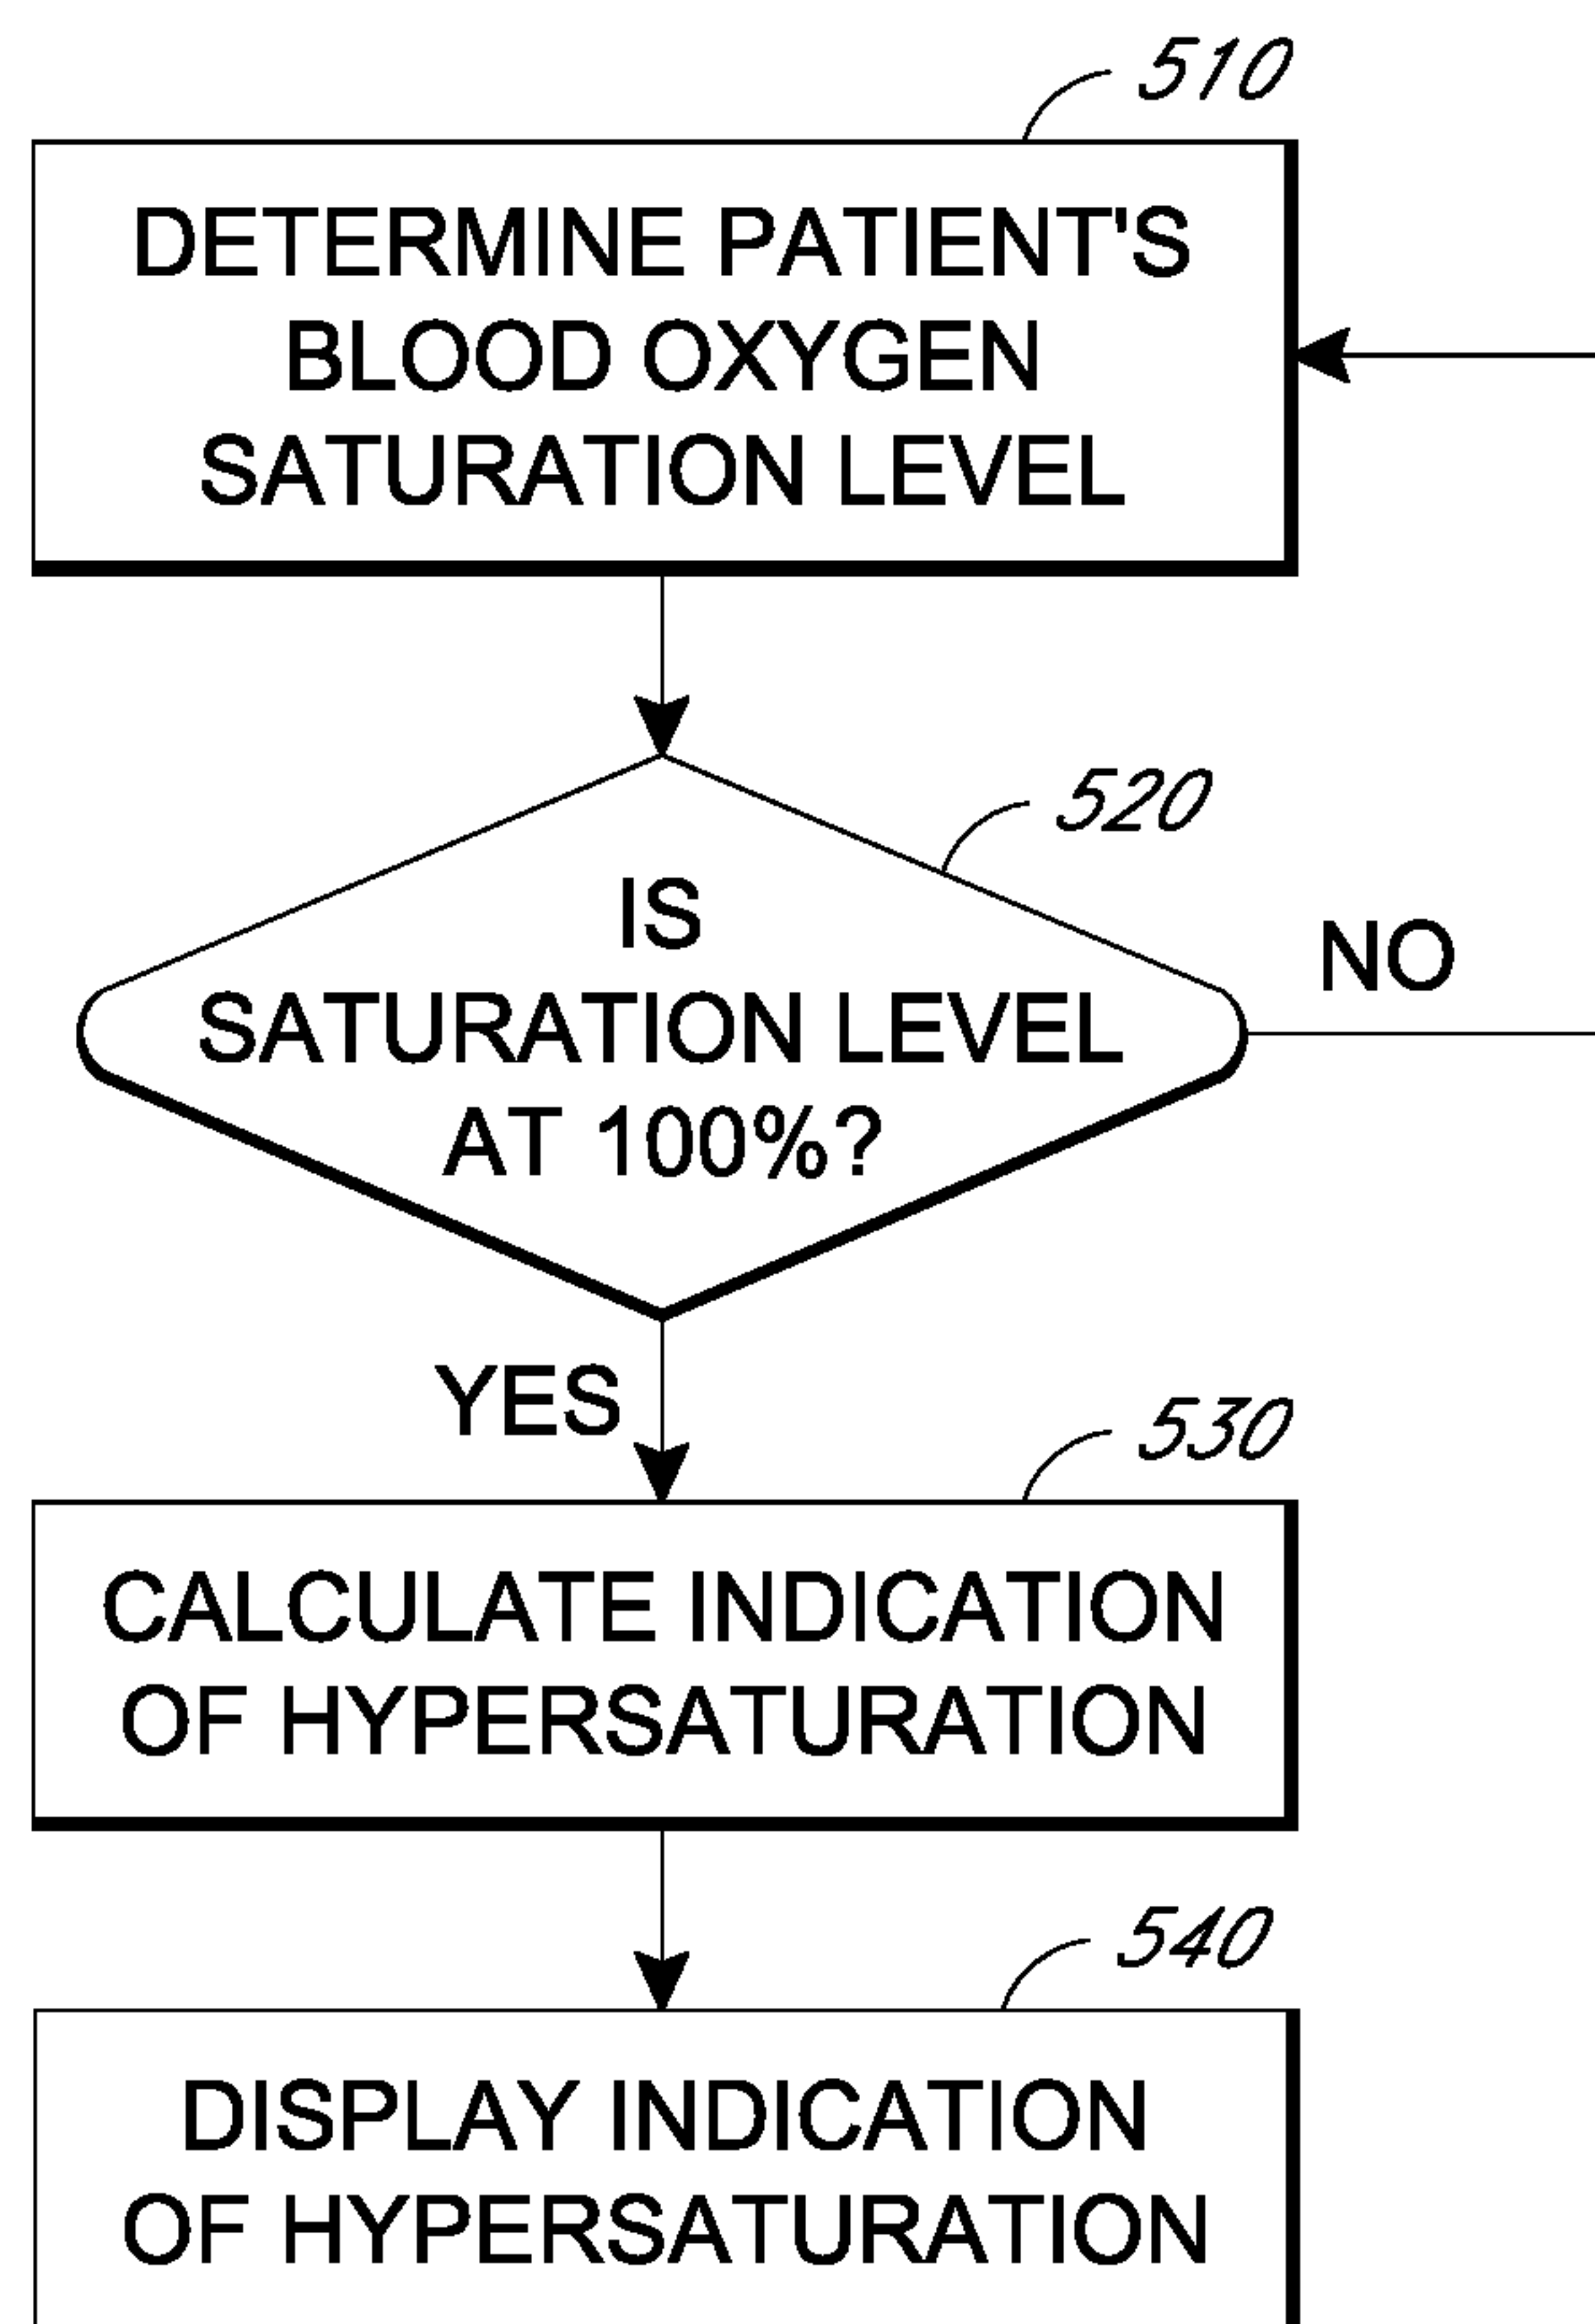 510
DETERMINE PATIENT'S
BLOOD OXYGEN
SATURATION LEVEL
520
IS
SATURATION LEVEL
AT 100%?
NO
YES
530
CALCULATE INDICATION
OF HYPERSATURATION
540
DISPLAY INDICATION
OF HYPERSATURATION